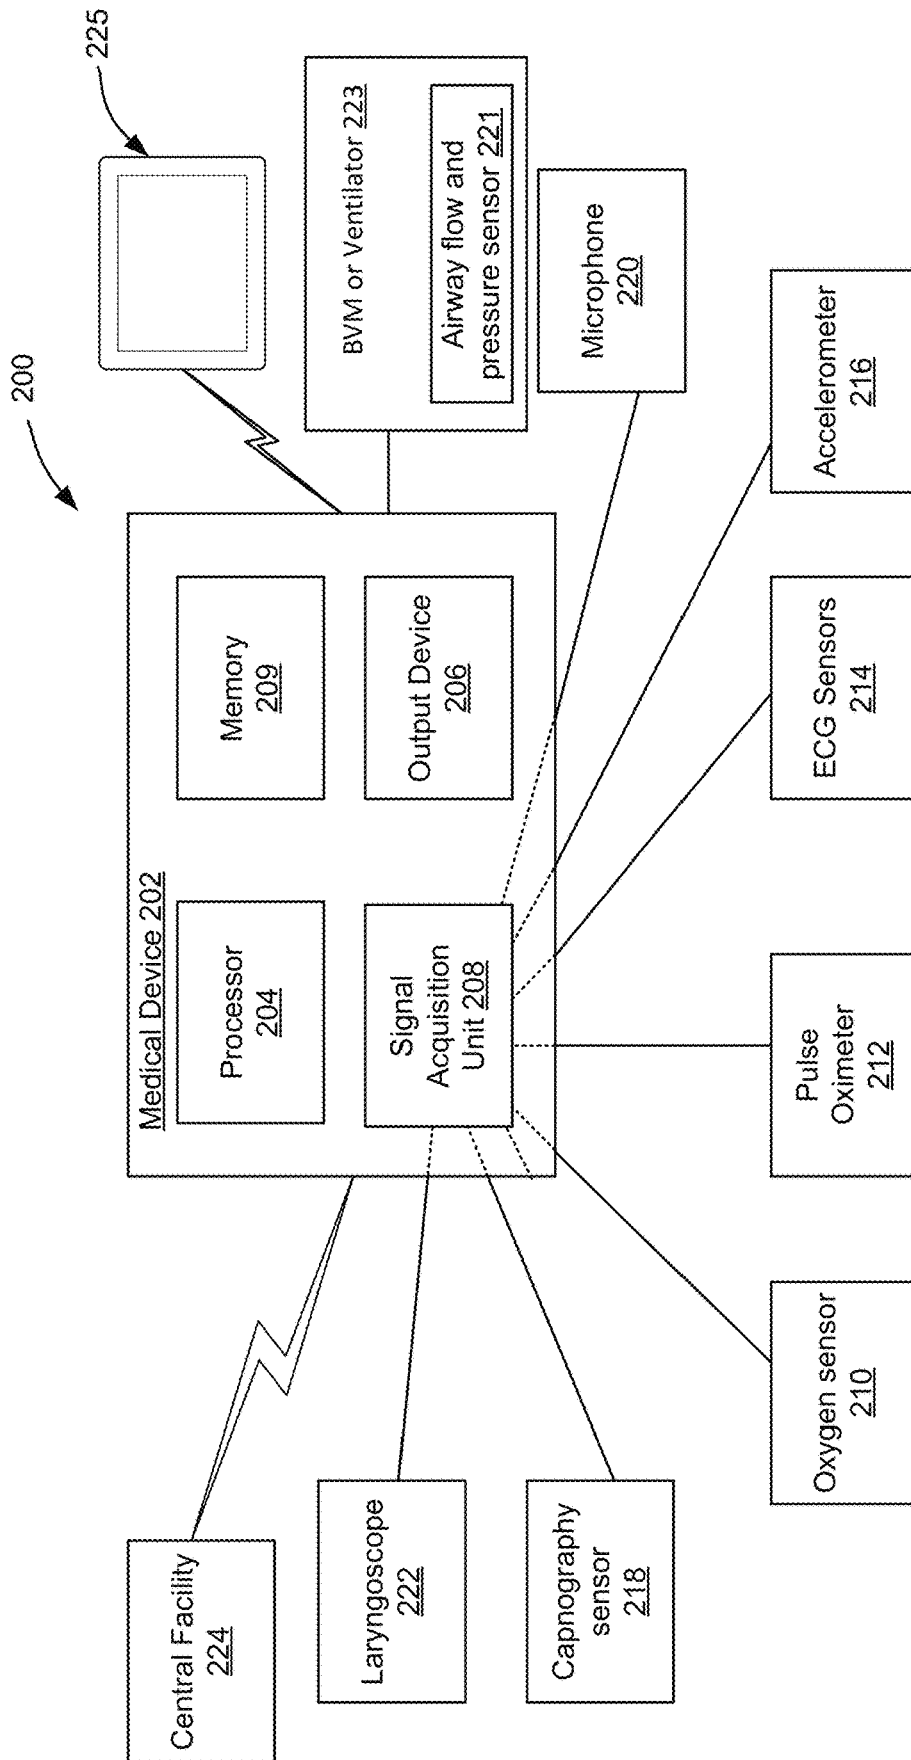 200
225
Medical Device 202
Processor
204
Memory
209
Signal
Acquisition
Unit 208
Output Device
206
BVM or Ventilator 223
Airway flow and
pressure sensor 221
Microphone
220
Central Facility
224
Laryngoscope
222
Capnography
sensor
218
Oxygen sensor
210
Pulse
Oximeter
212
ECG Sensors
214
Accelerometer
216